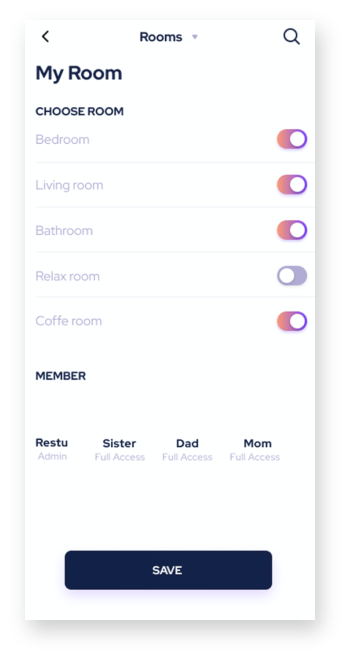 Rooms
My Room
CHOOSE ROOM
Bedroom
Living room
Bathroom
Relax room
Coffe room
MEMBER
Restu Sister Dad Mom
Admin Full Access Full Access Full Access
SAVE